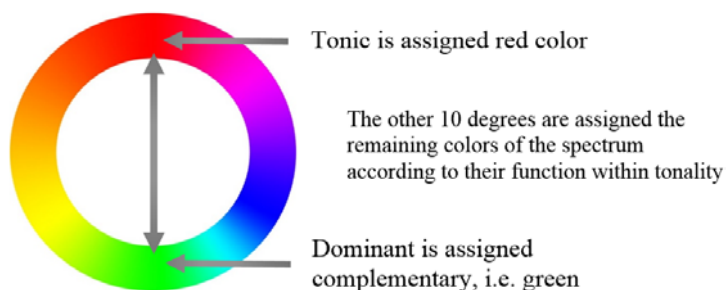 Tonic is assigned red color
The other 10 degrees are assigned the
remaining colors of the spectrum
according to their function within tonality
Dominant is assigned
complementary, i.e. green